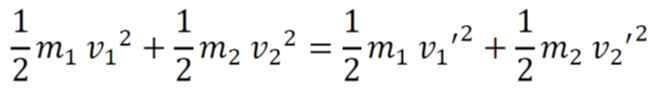 ½ m₁ v₁² + ½ m₂ v₂² = ½ m₁ v₁′² + ½ m₂ v₂′²